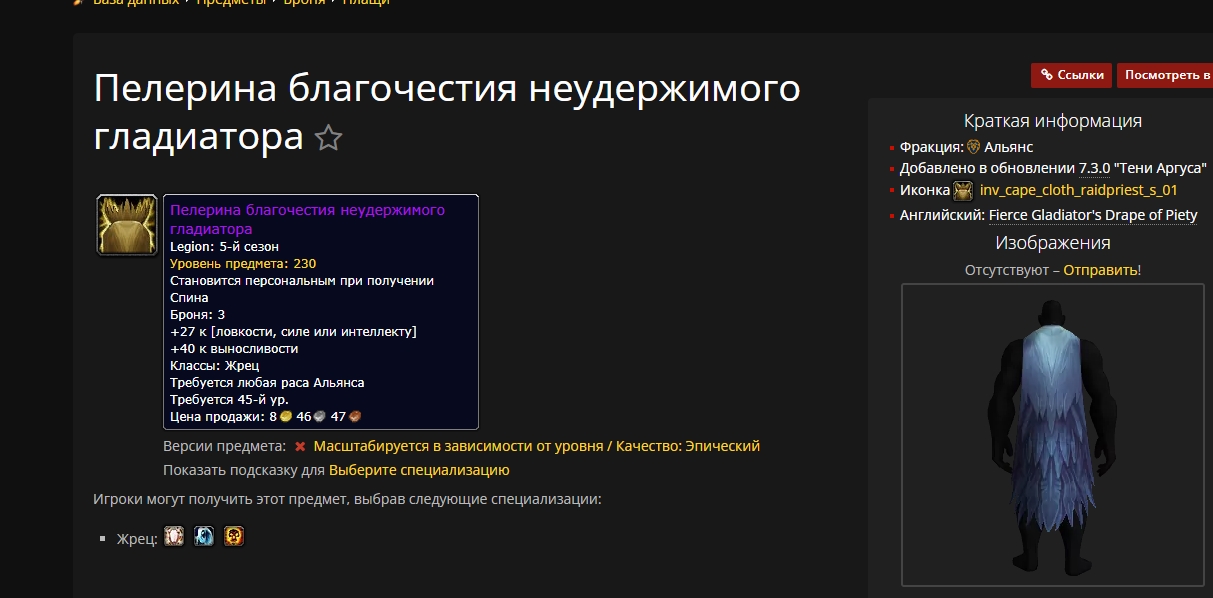 База данных › Предметы › Броня › Плащи
Пелерина благочестия неудержимого
гладиатора
Пелерина благочестия неудержимого
гладиатора
Legion: 5-й сезон
Уровень предмета: 230
Становится персональным при получении
Спина
Броня: 3
+27 к [ловкости, силе или интеллекту]
+40 к выносливости
Классы: Жрец
Требуется любая раса Альянса
Требуется 45-й ур.
Цена продажи: 8 46 47
Версии предмета: Масштабируется в зависимости от уровня / Качество: Эпический
Показать подсказку для Выберите специализацию
Игроки могут получить этот предмет, выбрав следующие специализации:
Жрец:
Ссылки
Посмотреть в
Краткая информация
Фракция: Альянс
Добавлено в обновлении 7.3.0 "Тени Аргуса"
Иконка inv_cape_cloth_raidpriest_s_01
Английский: Fierce Gladiator's Drape of Piety
Изображения
Отсутствуют – Отправить!